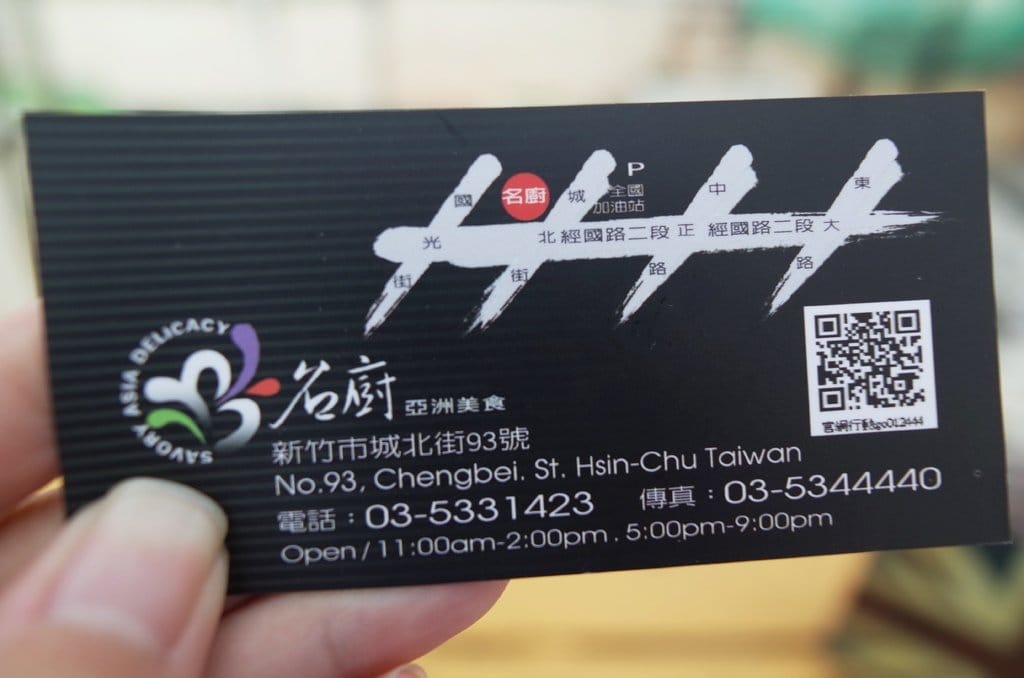 P
名廚
全國
加油站
國光街
城北街
中正路
東大路
經國路二段
經國路二段
SAVORY ASIA DELICACY
名廚 亞洲美食
官網行動go012444
新竹市城北街93號
No.93, Chengbei. St. Hsin-Chu Taiwan
電話：03-5331423 傳真：03-5344440
Open/11:00am-2:00pm . 5:00pm-9:00pm